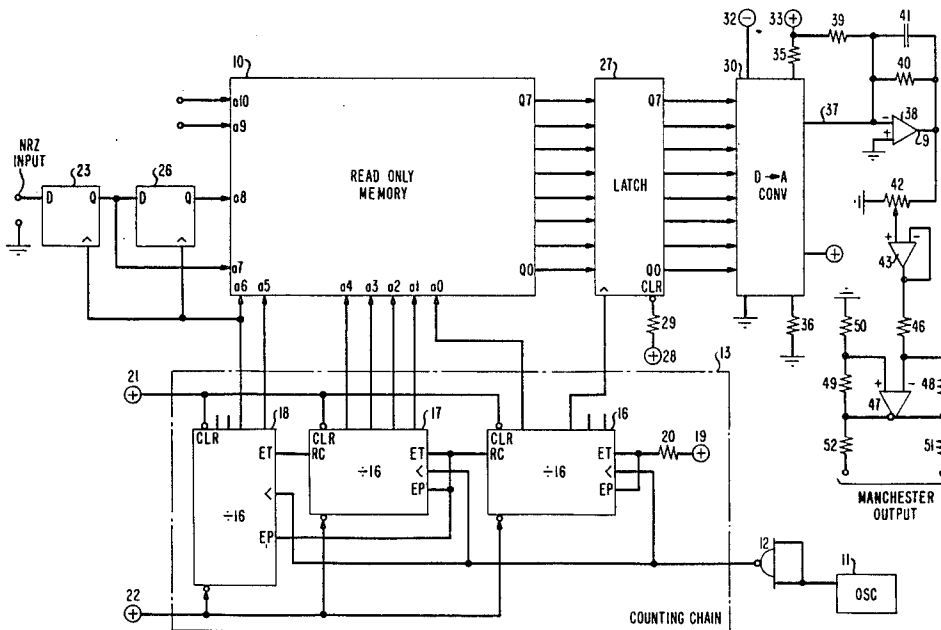 32 33 39 41
10 27 30 35 40
a10 Q7 Q7
a9 37 38
NRZ INPUT 9
23 26
D Q D Q a8 READ ONLY MEMORY LATCH D→A CONV 42
a7 43
a6 a5 a4 a3 a2 a1 a0 Q0 Q0
CLR
29 36 50 46
28
21 13 49 48
18 17 16 47
CLR CLR CLR
ET RC ET RC ET 20 19
÷16 ÷16 ÷16 52 51
EP EP
EP MANCHESTER OUTPUT
12
11
22 OSC
COUNTING CHAIN